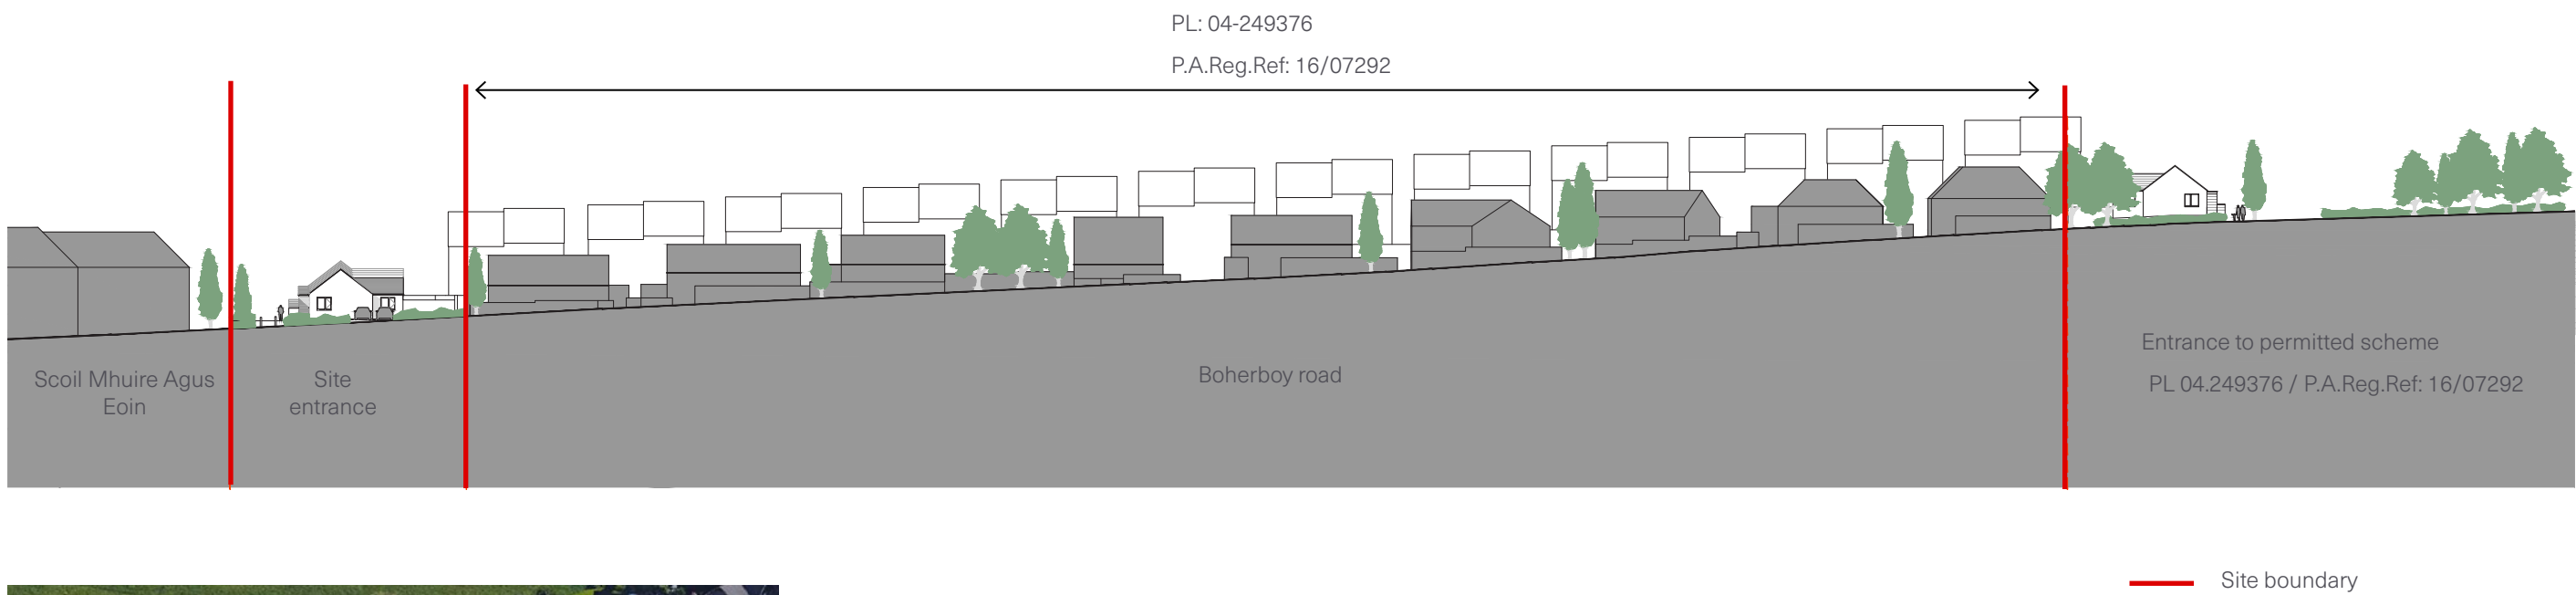 PL: 04-249376
P.A.Reg.Ref: 16/07292
Scoil Mhuire Agus
Eoin
Site
entrance
Boherboy road
Entrance to permitted scheme
PL 04.249376 / P.A.Reg.Ref: 16/07292
Site boundary